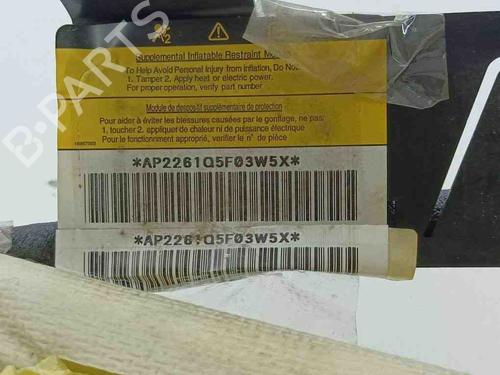 Supplemental Inflatable Restraint
To Help Avoid Personal Injury from inflation, Do No
1. Tamper 2. Apply heat or electric power.
For proper operation, verify part number
Module de dispositif supplémentaire de protection
Pour aider à éviter les blessures causées par le gonflage, ne pas
1. toucher 2. appliquer de chaleur ni de puissance électrique
Pour le fonctionnement approprié, verifier le n° de pièce
*AP2261Q5F03W5X*
*AP2261Q5F03W5X*
B-PARTS